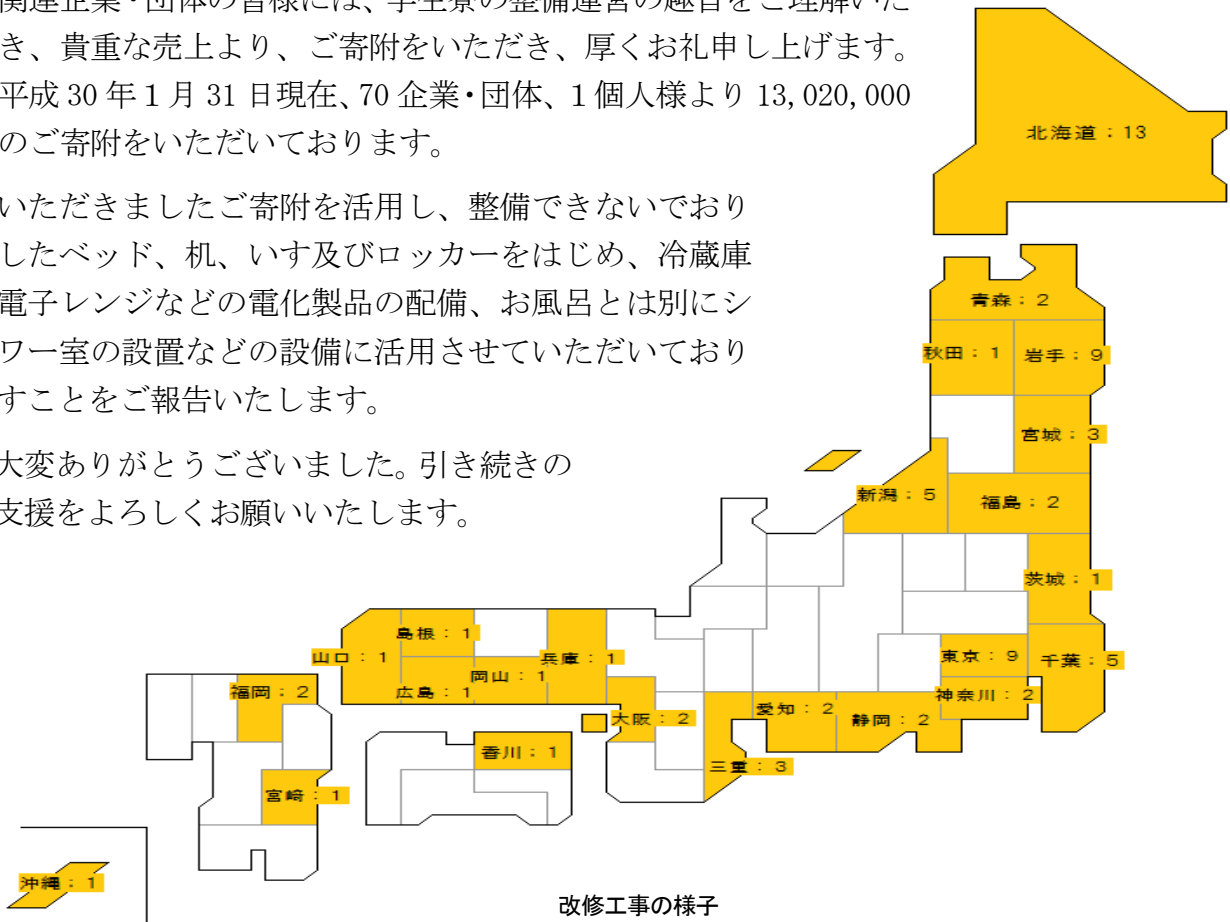 関連企業・団体の皆様には、学生寮の整備運営の趣旨をご理解いた
き、貴重な売上より、ご寄附をいただき、厚くお礼申し上げます。
平成 30 年 1 月 31 日現在、70 企業・団体、1 個人様より 13,020,000
のご寄附をいただいております。
いただきましたご寄附を活用し、整備できないでおり
したベッド、机、いす及びロッカーをはじめ、冷蔵庫
電子レンジなどの電化製品の配備、お風呂とは別にシ
ワー室の設置などの設備に活用させていただいており
すことをご報告いたします。
大変ありがとうございました。引き続きの
支援をよろしくお願いいたします。
北海道：13
青森：2
秋田：1
岩手：9
宮城：3
新潟：5
福島：2
茨城：1
東京：9
千葉：5
神奈川：2
島根：1
山口：1
兵庫：1
岡山：1
広島：1
福岡：2
大阪：2
愛知：2
静岡：2
香川：1
三重：3
宮崎：1
沖縄：1
改修工事の様子